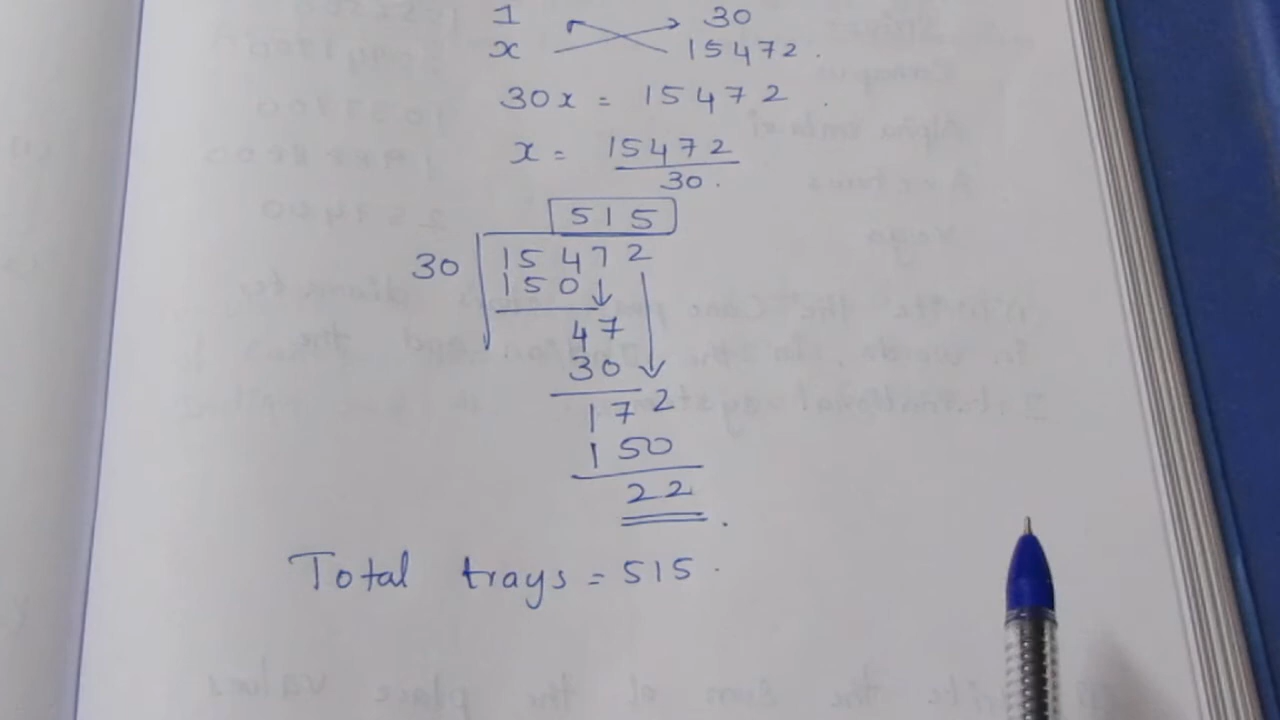 1 30
x 15472.
30x = 15472.
x = 15472
30.
515
30 15472
150
47
30
172
150
22.
Total trays = 515.